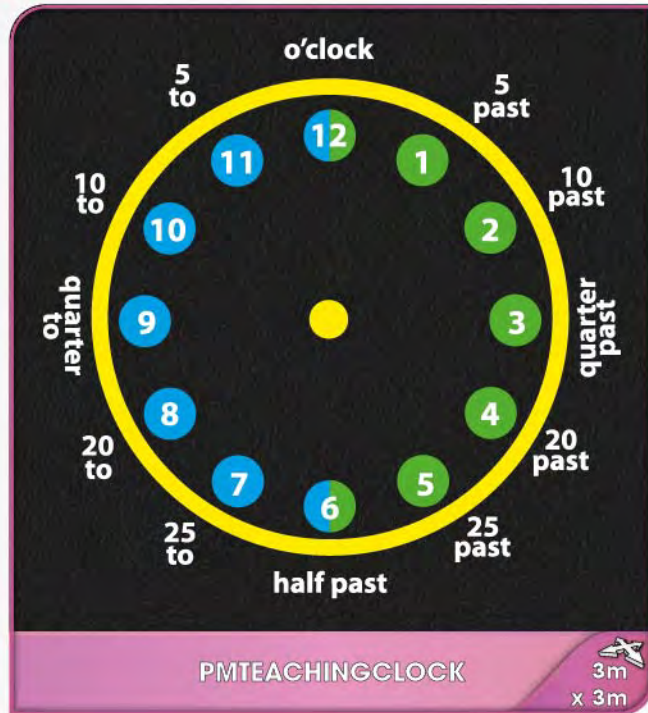 o'clock
5
to
5
past
10
to
10
past
quarter
to
quarter
past
20
to
20
past
25
to
25
past
half past
12
11
1
10
2
9
3
8
4
7
5
6
PMTEACHINGCLOCK
3m
x 3m